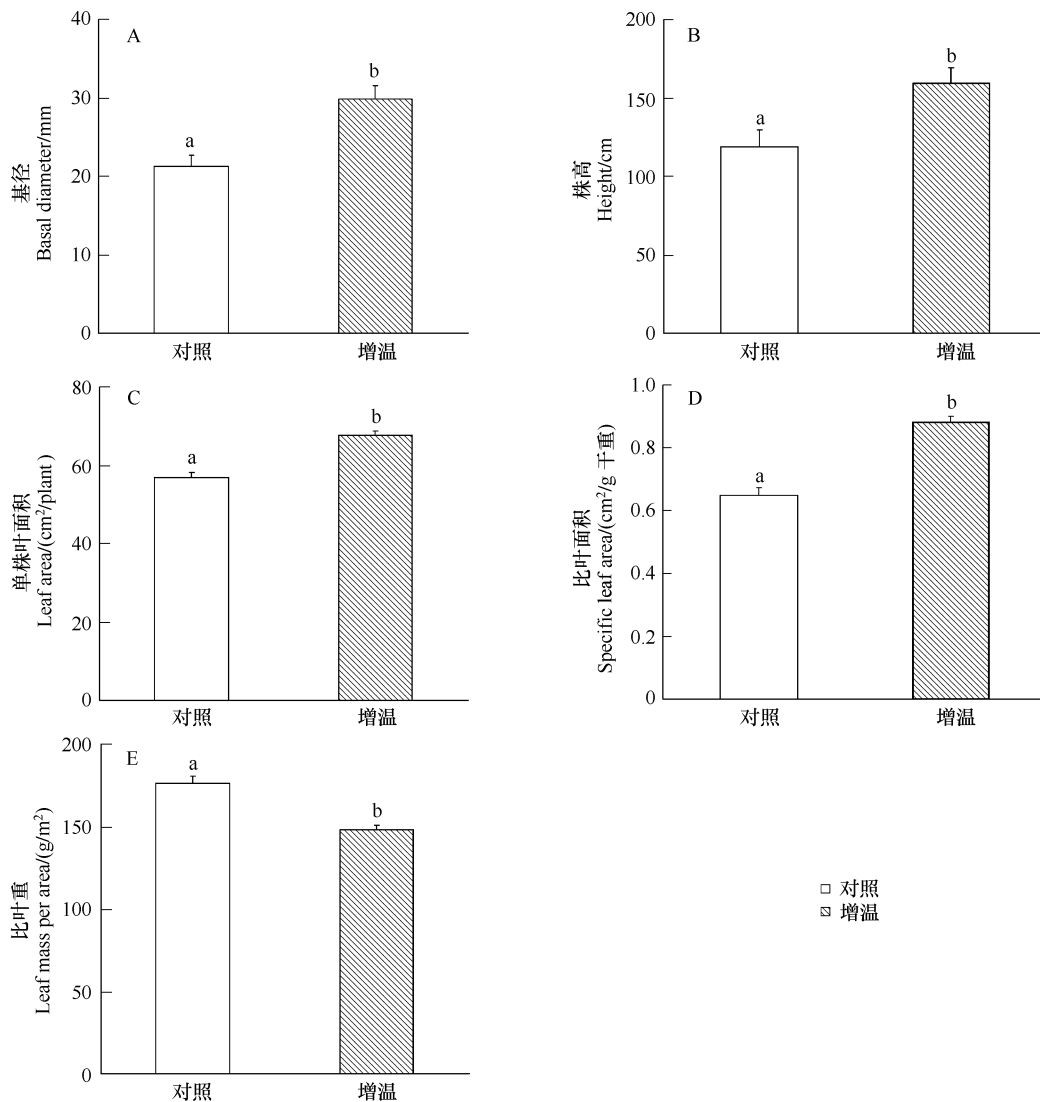 A
基径
Basal diameter/mm
40
30
20
10
0
a
b
对照
增温
B
株高
Height/cm
200
150
100
50
0
a
b
对照
增温
C
单株叶面积
Leaf area/(cm²/plant)
80
60
40
20
0
a
b
对照
增温
D
比叶面积
Specific leaf area/(cm²/g 干重)
1.0
0.8
0.6
0.4
0.2
0
a
b
对照
增温
E
比叶重
Leaf mass per area/(g/m²)
200
150
100
50
0
a
b
对照
增温
对照
增温